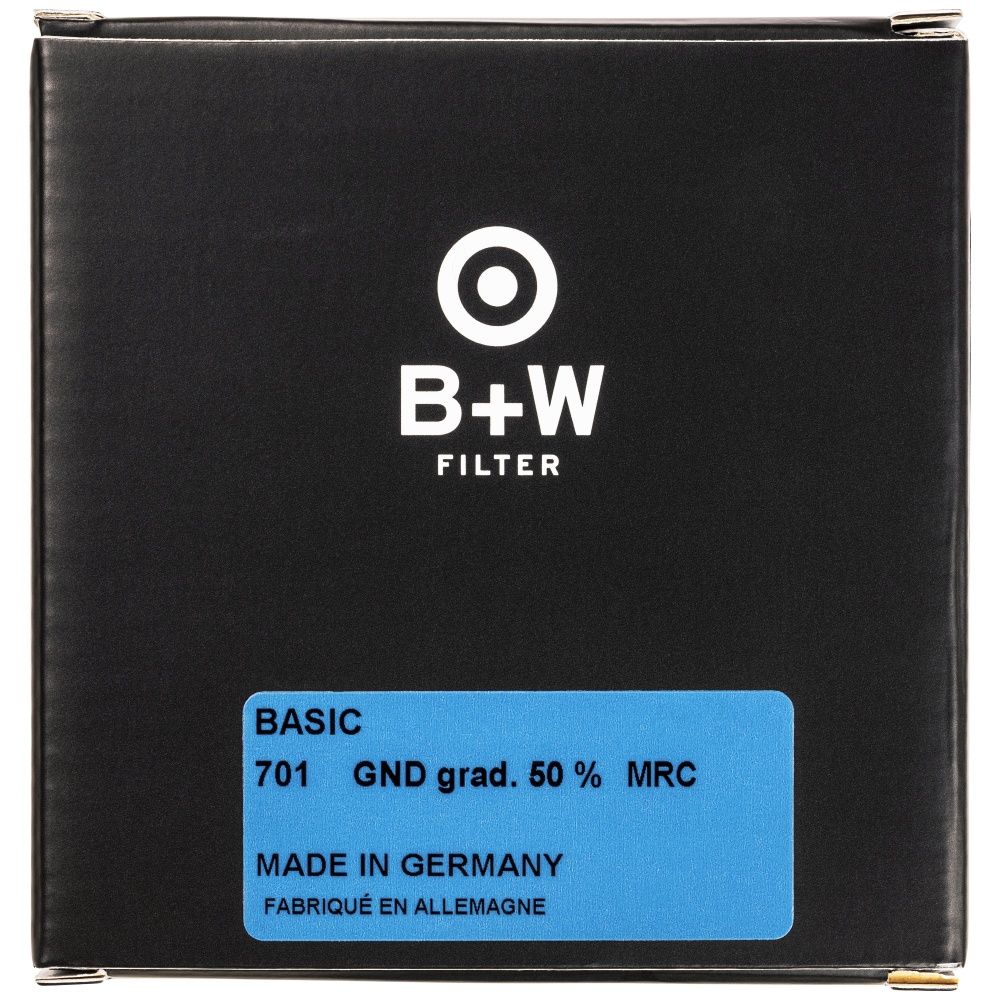 B+W
FILTER
BASIC
701 GND grad. 50 % MRC
MADE IN GERMANY
FABRIQUÉ EN ALLEMAGNE